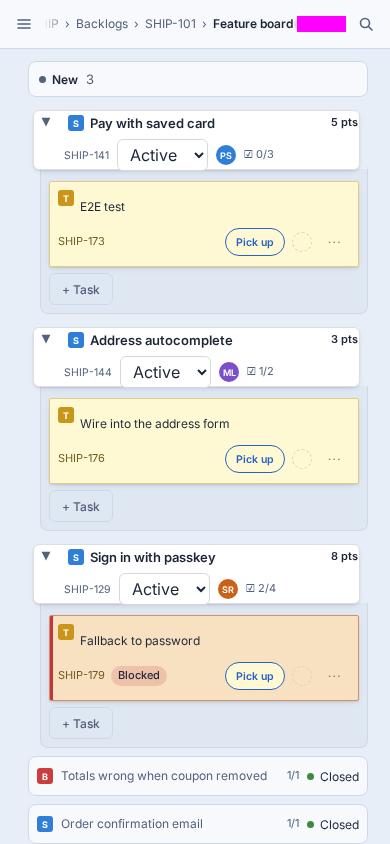 IP › Backlogs › SHIP-101 › Feature board
New 3
▼ S Pay with saved card 5 pts
SHIP-141 Active PS ☑ 0/3
T E2E test
SHIP-173 Pick up ...
+ Task
▼ S Address autocomplete 3 pts
SHIP-144 Active ML ☑ 1/2
T Wire into the address form
SHIP-176 Pick up ...
+ Task
▼ S Sign in with passkey 8 pts
SHIP-129 Active SR ☑ 2/4
T Fallback to password
SHIP-179 Blocked Pick up ...
+ Task
B Totals wrong when coupon removed 1/1 Closed
S Order confirmation email 1/1 Closed